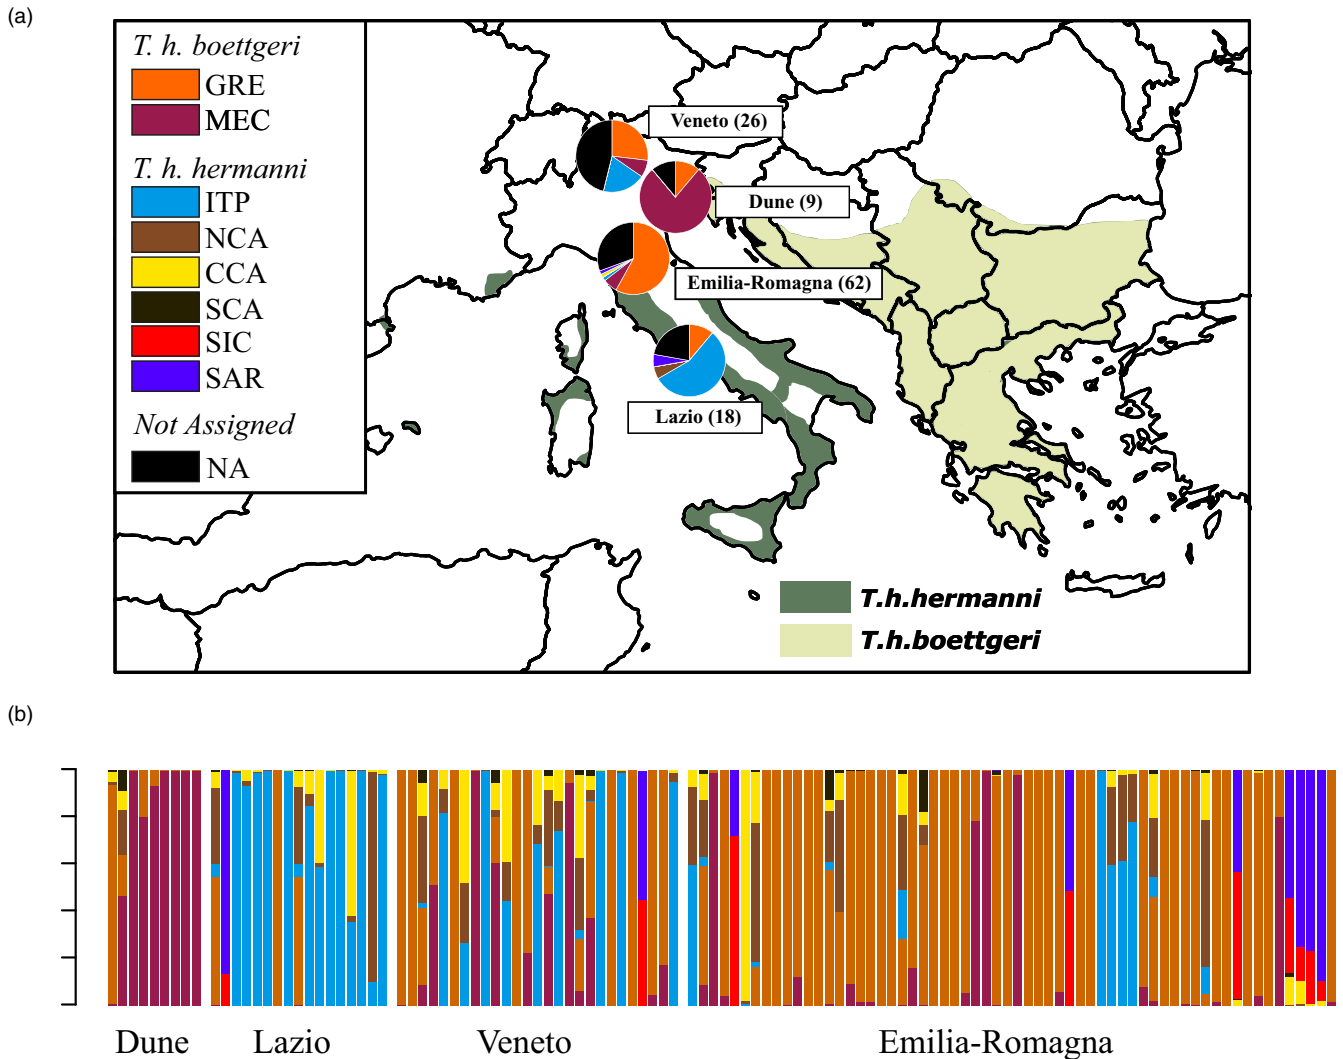 (a)
T. h. boettgeri
GRE
MEC
T. h. hermanni
ITP
NCA
CCA
SCA
SIC
SAR
Not Assigned
NA
Veneto (26)
Dune (9)
Emilia-Romagna (62)
Lazio (18)
T.h.hermanni
T.h.boettgeri
(b)
Dune Lazio Veneto Emilia-Romagna